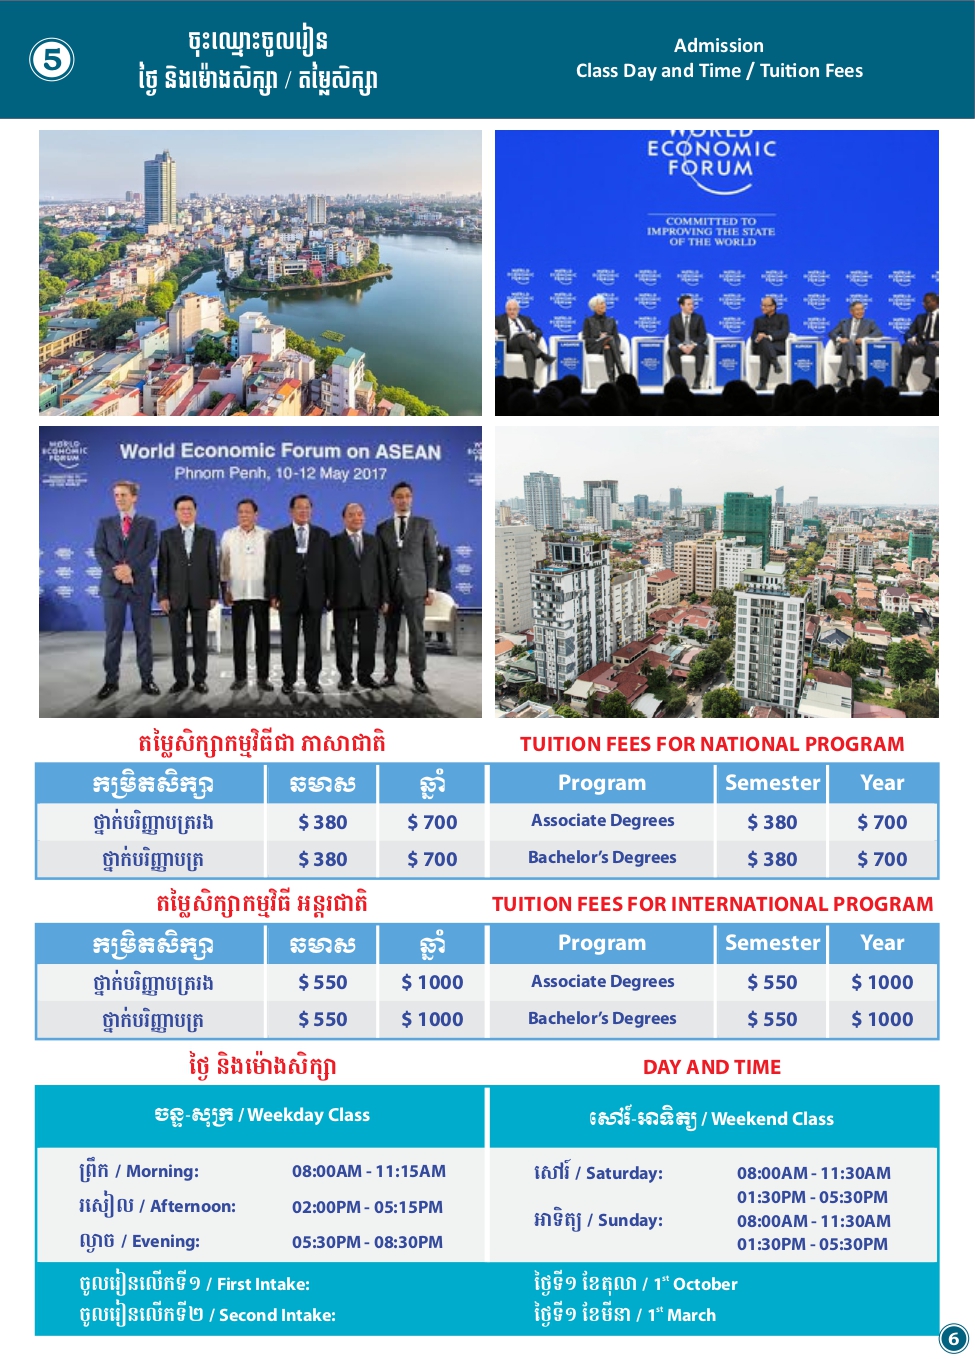 5
ចុះឈ្មោះចូលរៀន
ថ្ងៃ និងម៉ោងសិក្សា / តម្លៃសិក្សា
Admission
Class Day and Time / Tuition Fees
WORLD
ECONOMIC
FORUM
COMMITTED TO
IMPROVING THE STATE
OF THE WORLD
WORLD
ECONOMIC
FORUM
World Economic Forum on ASEAN
Phnom Penh, 10-12 May 2017
តម្លៃសិក្សាកម្មវិធីជា ភាសាជាតិ
TUITION FEES FOR NATIONAL PROGRAM
កម្រិតសិក្សា ឆមាស ឆ្នាំ Program Semester Year
ថ្នាក់បរិញ្ញាបត្ររង $ 380 $ 700 Associate Degrees $ 380 $ 700
ថ្នាក់បរិញ្ញាបត្រ $ 380 $ 700 Bachelor’s Degrees $ 380 $ 700
តម្លៃសិក្សាកម្មវិធី អន្តរជាតិ
TUITION FEES FOR INTERNATIONAL PROGRAM
កម្រិតសិក្សា ឆមាស ឆ្នាំ Program Semester Year
ថ្នាក់បរិញ្ញាបត្ររង $ 550 $ 1000 Associate Degrees $ 550 $ 1000
ថ្នាក់បរិញ្ញាបត្រ $ 550 $ 1000 Bachelor’s Degrees $ 550 $ 1000
ថ្ងៃ និងម៉ោងសិក្សា
DAY AND TIME
ចន្ទ-សុក្រ / Weekday Class
ព្រឹក / Morning: 08:00AM - 11:15AM
រសៀល / Afternoon: 02:00PM - 05:15PM
ល្ងាច / Evening: 05:30PM - 08:30PM
សៅរ៍-អាទិត្យ / Weekend Class
សៅរ៍ / Saturday: 08:00AM - 11:30AM
01:30PM - 05:30PM
អាទិត្យ / Sunday: 08:00AM - 11:30AM
01:30PM - 05:30PM
ចូលរៀនលើកទី១ / First Intake: ថ្ងៃទី១ ខែតុលា / 1st October
ចូលរៀនលើកទី២ / Second Intake: ថ្ងៃទី១ ខែមីនា / 1st March
6